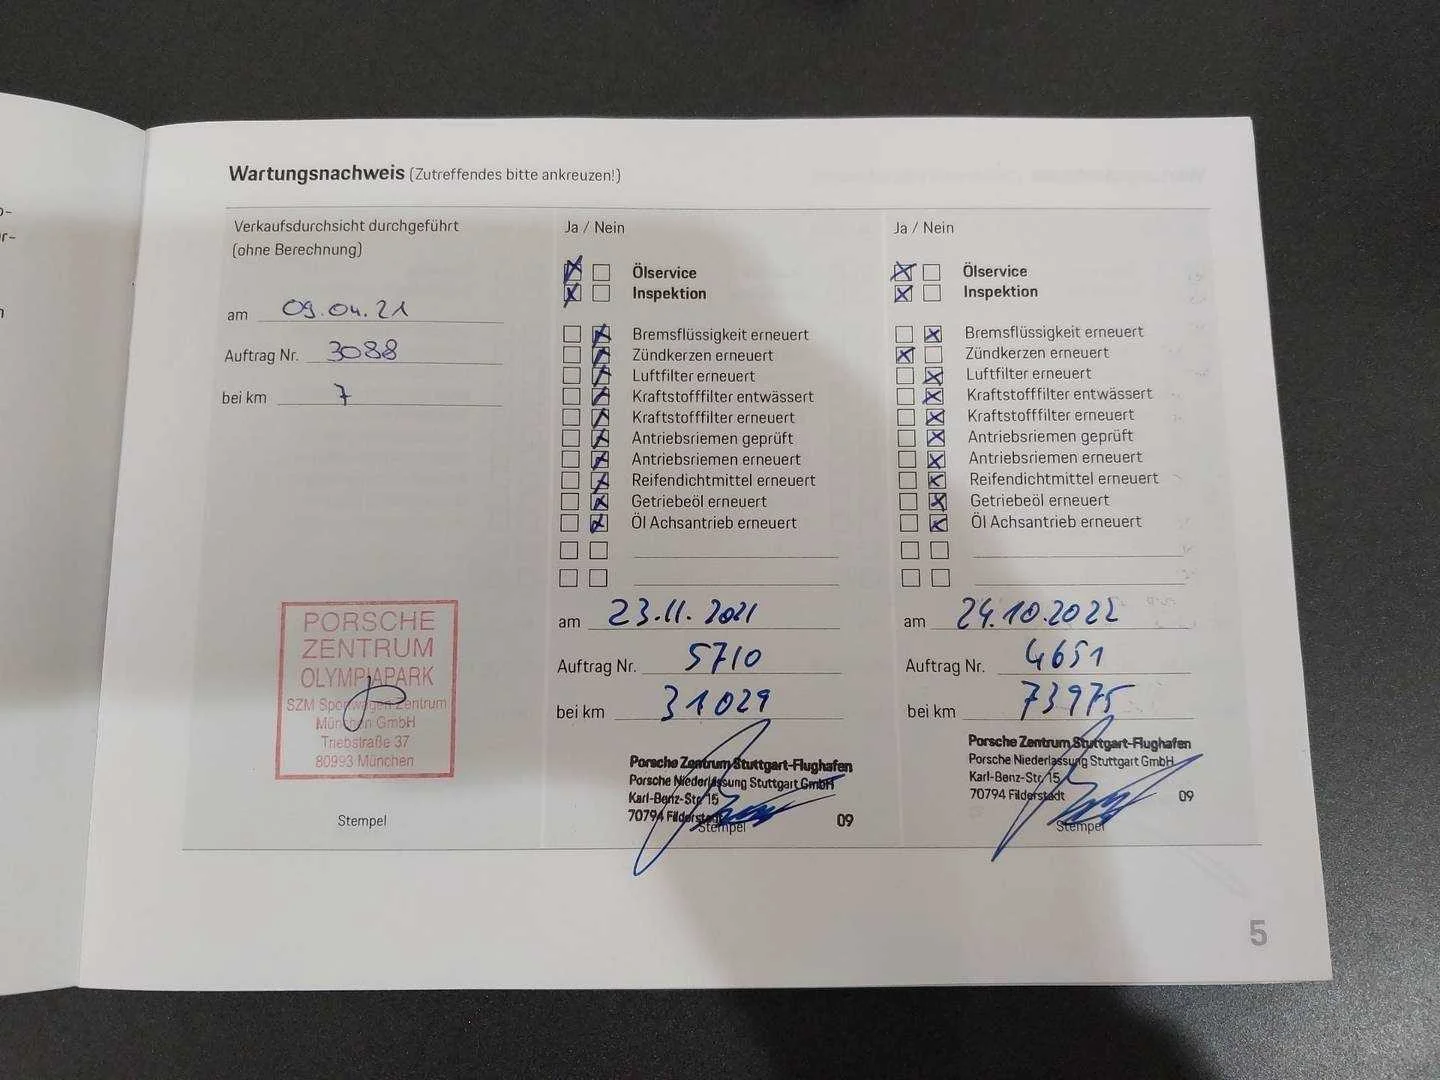 Wartungsnachweis (Zutreffendes bitte ankreuzen!)
Verkaufsdurchsicht durchgeführt
(ohne Berechnung)
am 09.04.21
Auftrag Nr. 3088
bei km 7
PORSCHE
ZENTRUM
OLYMPIAPARK
SZM Sportwagen Zentrum
München GmbH
Triebstraße 37
80993 München
Stempel
Ja / Nein
Ölservice
Inspektion
Bremsflüssigkeit erneuert
Zündkerzen erneuert
Luftfilter erneuert
Kraftstofffilter entwässert
Kraftstofffilter erneuert
Antriebsriemen geprüft
Antriebsriemen erneuert
Reifendichtmittel erneuert
Getriebeöl erneuert
Öl Achsantrieb erneuert
am 23.11.2021
Auftrag Nr. 5710
bei km 31029
Porsche Zentrum Stuttgart-Flughafen
Porsche Niederlassung Stuttgart GmbH
Karl-Benz-Str. 15
70794 Filderstadt 09
Stempel
Ja / Nein
Ölservice
Inspektion
Bremsflüssigkeit erneuert
Zündkerzen erneuert
Luftfilter erneuert
Kraftstofffilter entwässert
Kraftstofffilter erneuert
Antriebsriemen geprüft
Antriebsriemen erneuert
Reifendichtmittel erneuert
Getriebeöl erneuert
Öl Achsantrieb erneuert
am 24.10.2022
Auftrag Nr. 4651
bei km 73975
Porsche Zentrum Stuttgart-Flughafen
Porsche Niederlassung Stuttgart GmbH
Karl-Benz-Str. 15
70794 Filderstadt 09
Stempel
5